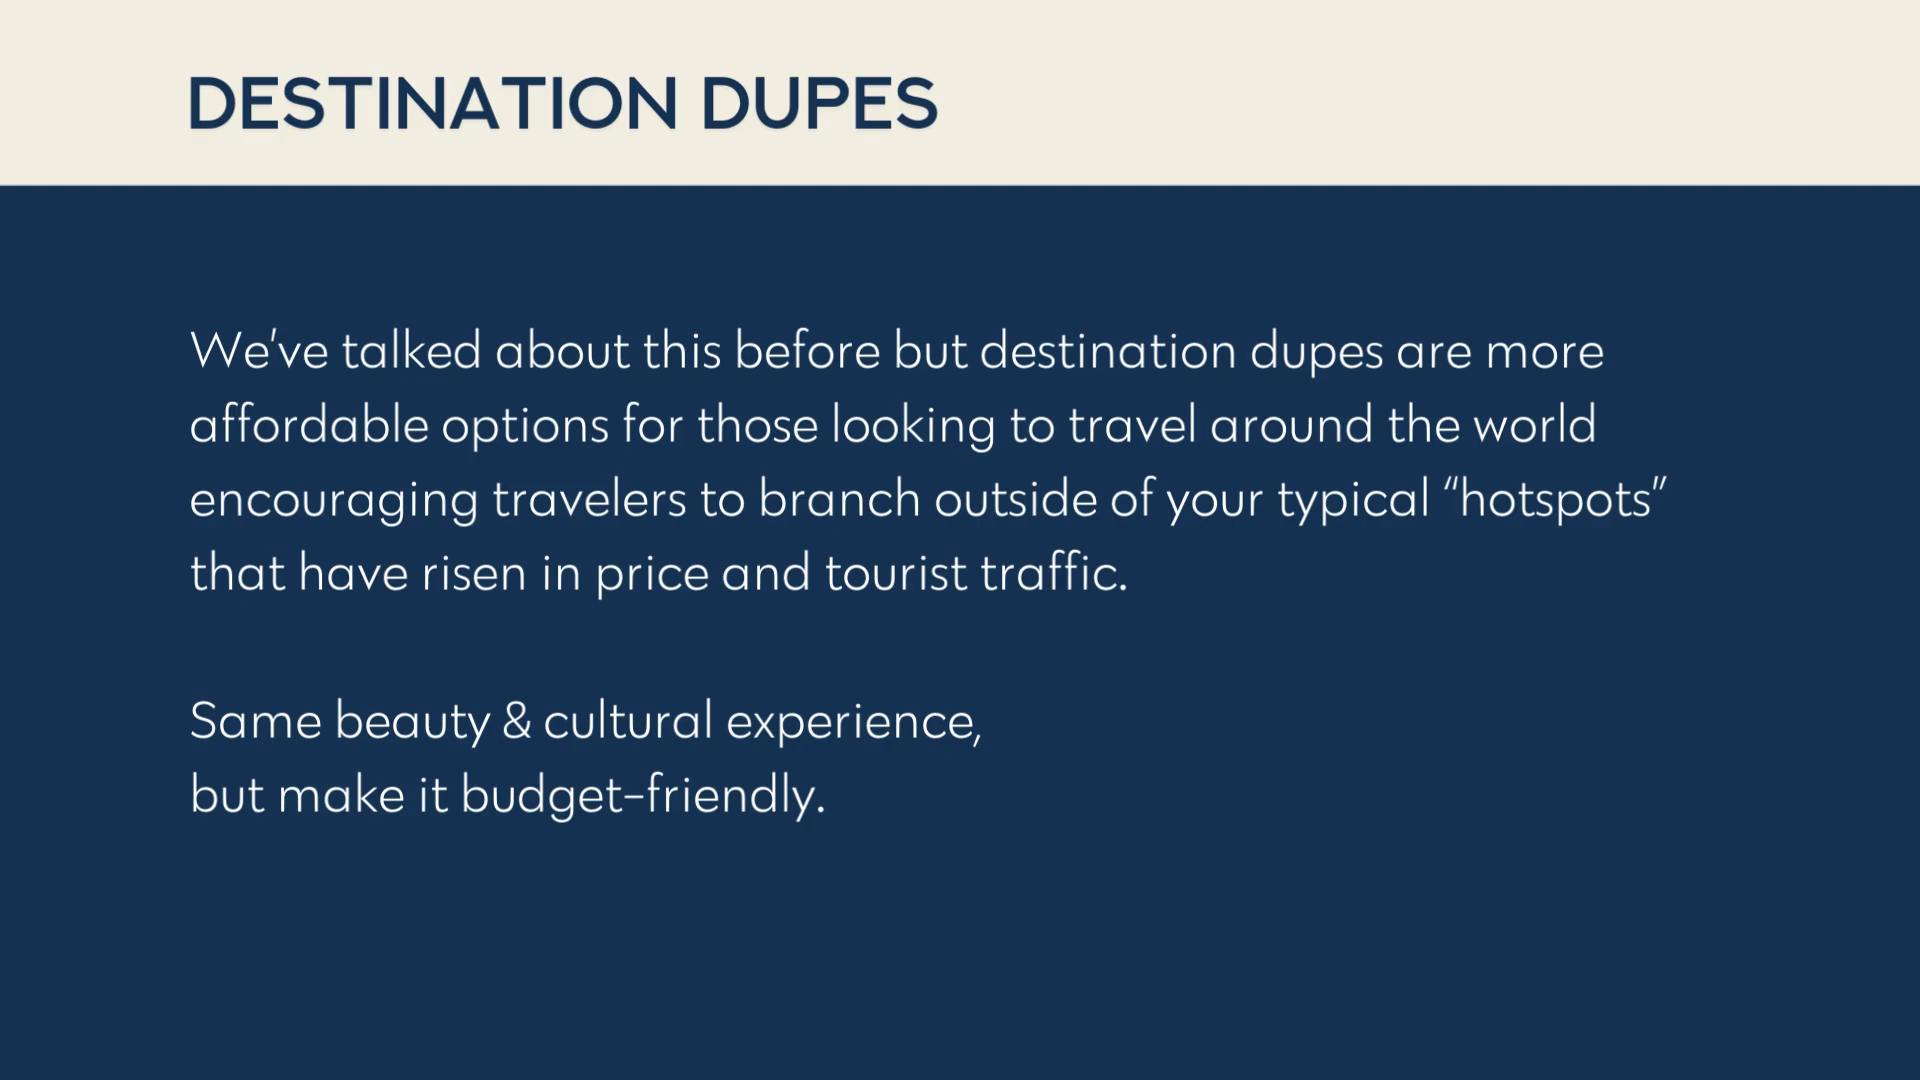 DESTINATION DUPES
We've talked about this before but destination dupes are more
affordable options for those looking to travel around the world
encouraging travelers to branch outside of your typical “hotspots”
that have risen in price and tourist traffic.
Same beauty & cultural experience,
but make it budget-friendly.